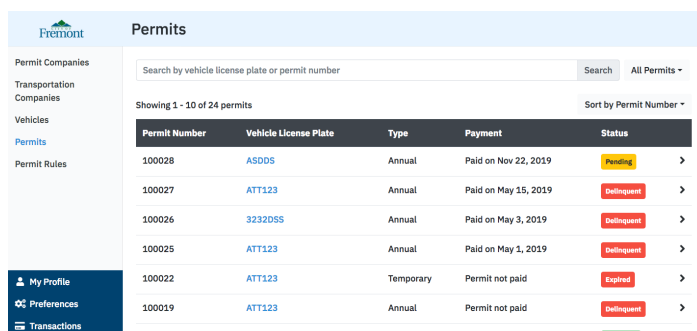 Fremont
Permits
Permit Companies
Transportation
Companies
Vehicles
Permits
Permit Rules
My Profile
Preferences
Transactions
Search by vehicle license plate or permit number
Search
All Permits
Showing 1 - 10 of 24 permits
Sort by Permit Number
Permit Number Vehicle License Plate Type Payment Status
100028 ASDDS Annual Paid on Nov 22, 2019 Pending
100027 ATT123 Annual Paid on May 15, 2019 Delinquent
100026 3232DSS Annual Paid on May 3, 2019 Delinquent
100025 ATT123 Annual Paid on May 1, 2019 Delinquent
100022 ATT123 Temporary Permit not paid Expired
100019 ATT123 Annual Permit not paid Delinquent